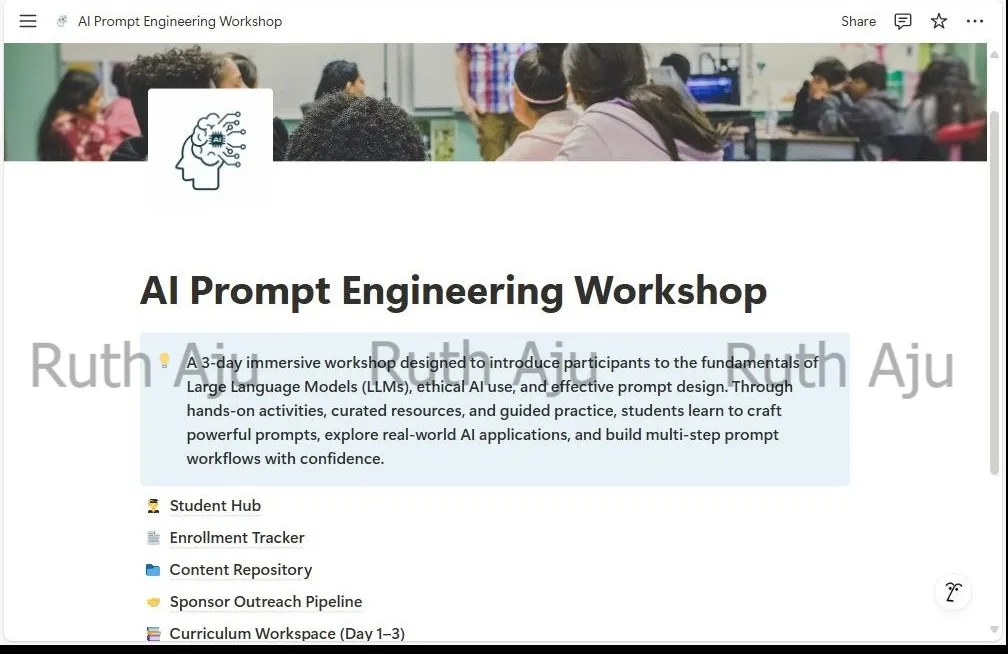 AI Prompt Engineering Workshop
Share
Ai
AI Prompt Engineering Workshop
A 3-day immersive workshop designed to introduce participants to the fundamentals of
Large Language Models (LLMs), ethical AI use, and effective prompt design. Through
hands-on activities, curated resources, and guided practice, students learn to craft
powerful prompts, explore real-world AI applications, and build multi-step prompt
workflows with confidence.
Ruth Aju Ruth Aju Ruth Aju
Student Hub
Enrollment Tracker
Content Repository
Sponsor Outreach Pipeline
Curriculum Workspace (Day 1–3)